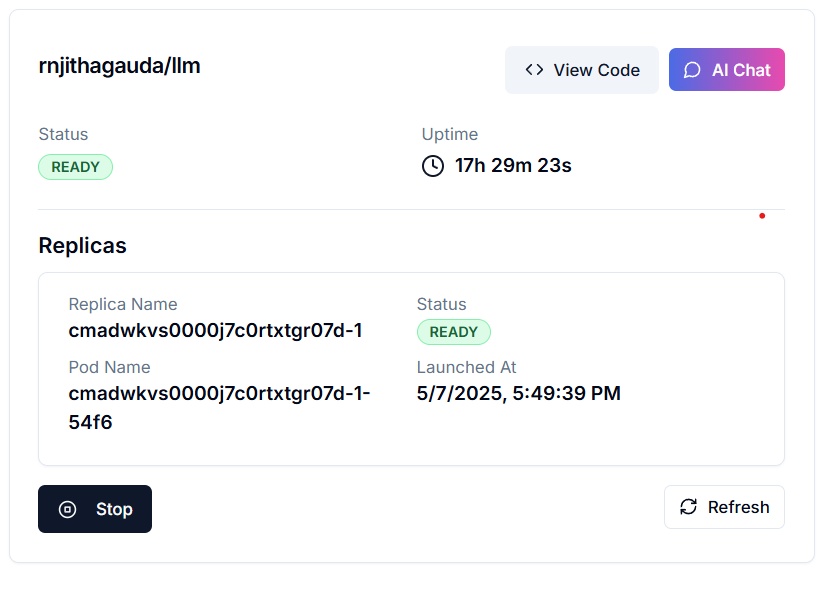 rnjithagauda/llm
View Code
AI Chat
Status
Uptime
READY
17h 29m 23s
Replicas
Replica Name
Status
cmadwkvs0000j7c0rtxtgr07d-1
READY
Pod Name
Launched At
cmadwkvs0000j7c0rtxtgr07d-1-
54f6
5/7/2025, 5:49:39 PM
Stop
Refresh